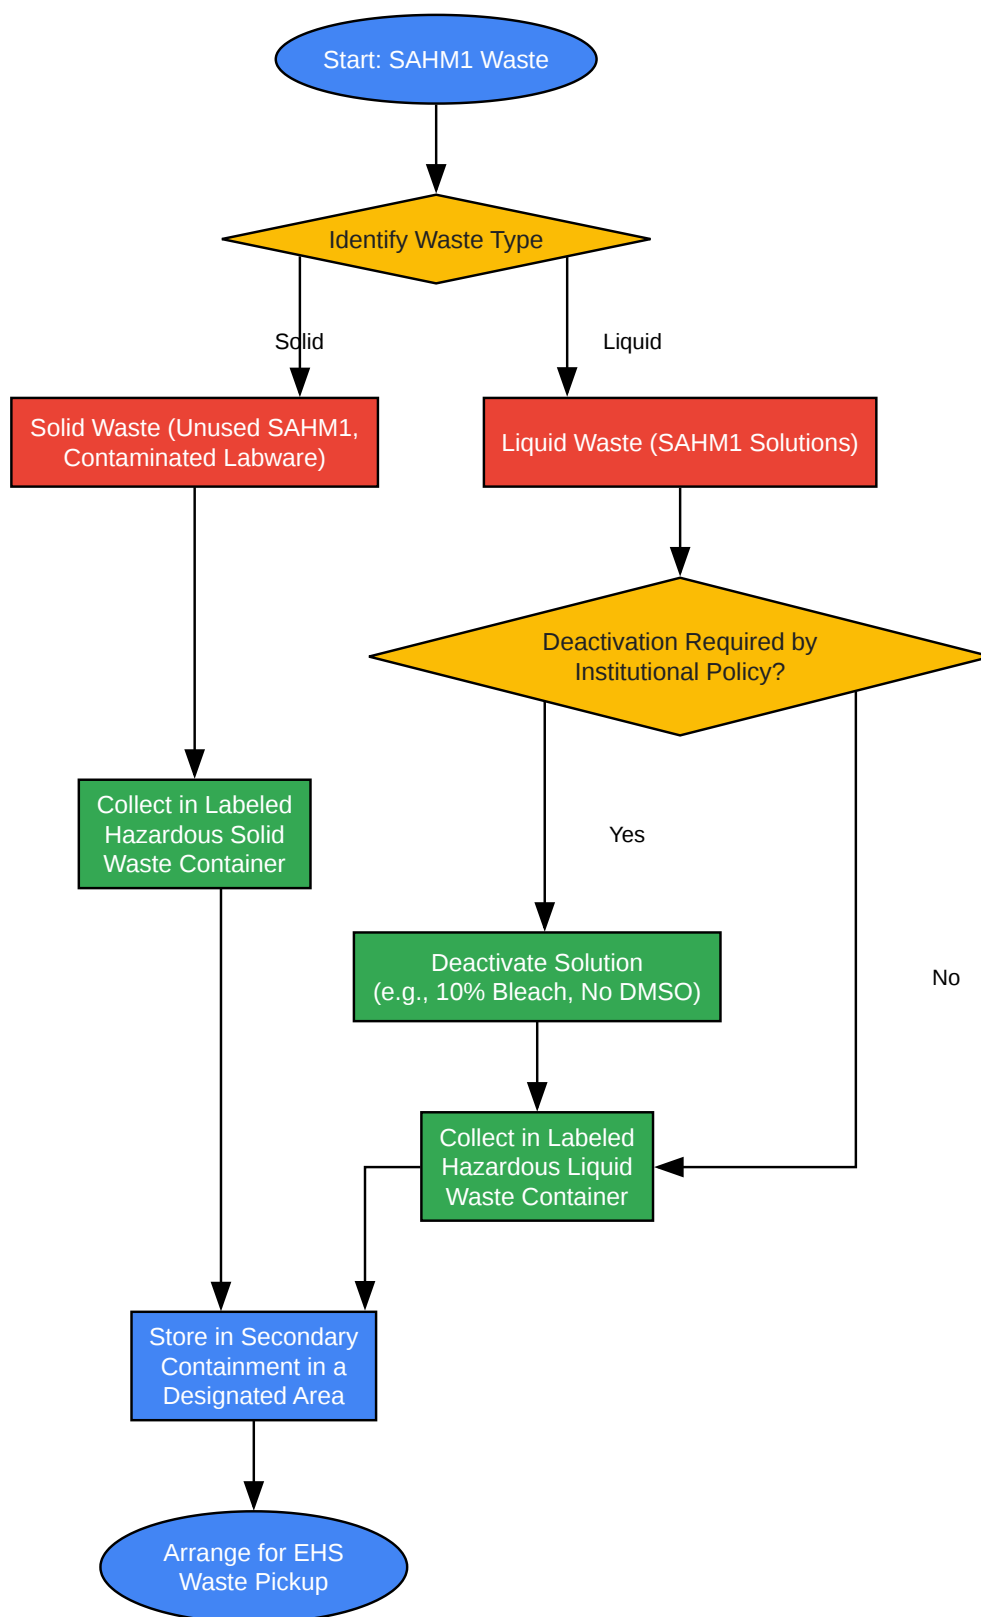 Start: SAHM1 Waste
Identify Waste Type
Solid
Liquid
Solid Waste (Unused SAHM1,
Contaminated Labware)
Liquid Waste (SAHM1 Solutions)
Deactivation Required by
Institutional Policy?
Collect in Labeled
Hazardous Solid
Waste Container
Yes
Deactivate Solution
(e.g., 10% Bleach, No DMSO)
No
Collect in Labeled
Hazardous Liquid
Waste Container
Store in Secondary
Containment in a
Designated Area
Arrange for EHS
Waste Pickup